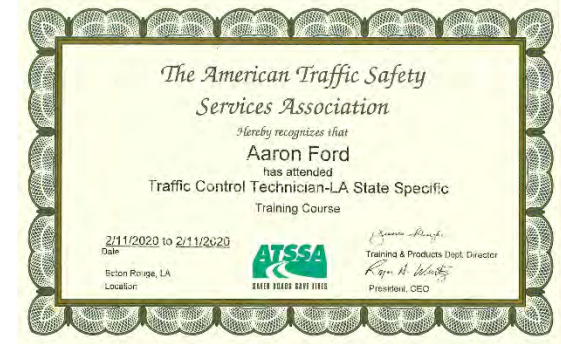 The American Traffic Safety
Services Association
Hereby recognizes that
Aaron Ford
has attended
Traffic Control Technician-LA State Specific
Training Course
2/11/2020 to 2/11/2020
Date
Baton Rouge, LA
Location
ATSSA
SAFER ROADS SAVE LIVES
Training & Products Dept. Director
President, CEO